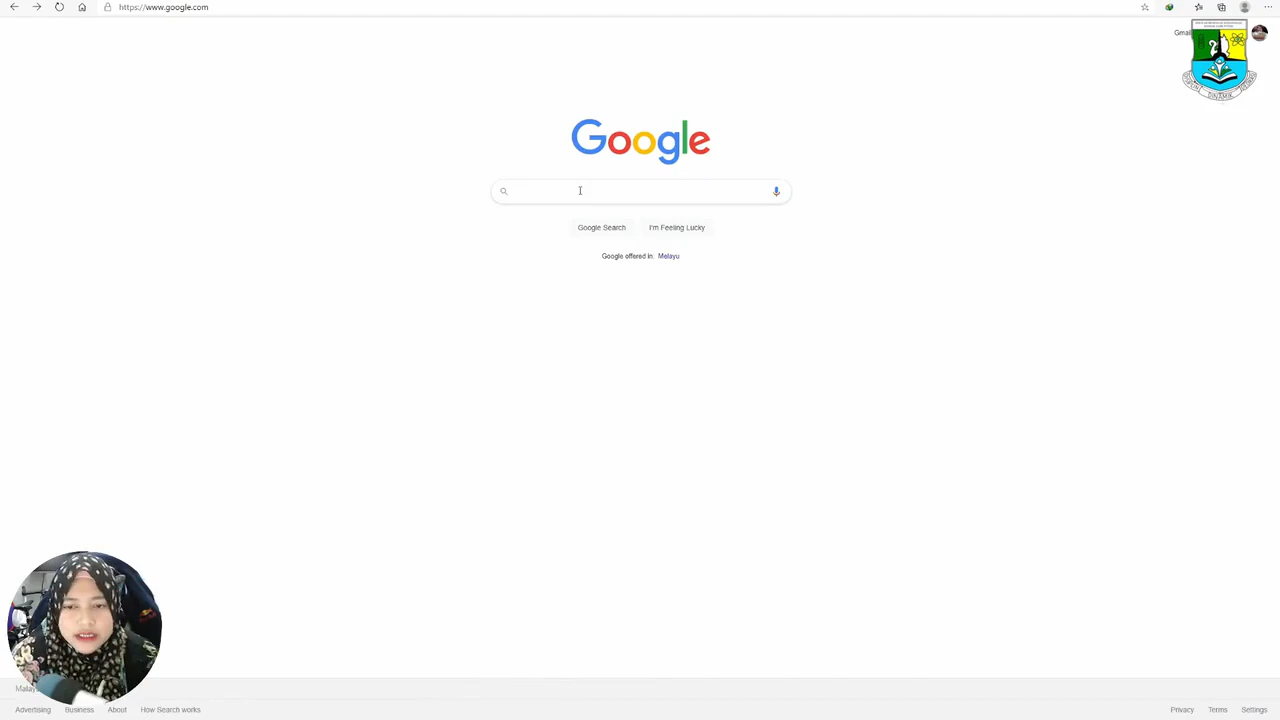 https://www.google.com
Gmail
Google
Google Search
I'm Feeling Lucky
Google offered in: Melayu
DINAMIK
Advertising
Business
About
How Search works
Privacy
Terms
Settings